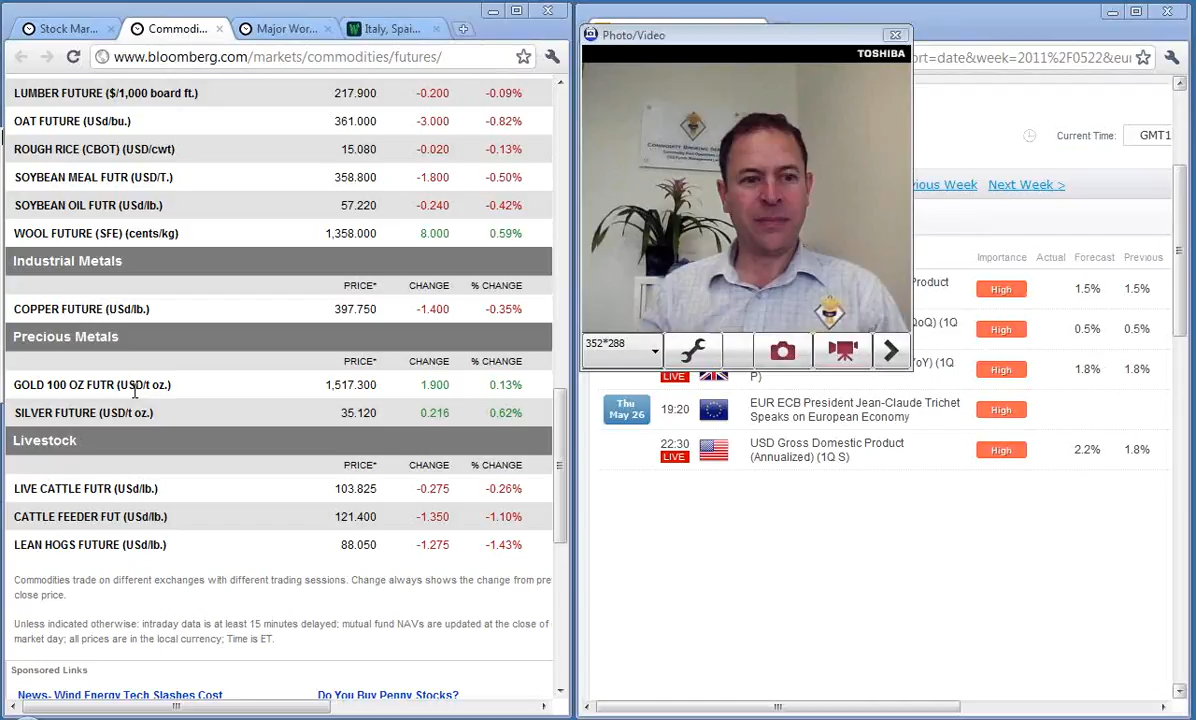 Stock Mar...
Commodi...
Major Wor...
Italy, Spai...
www.bloomberg.com/markets/commodities/futures/
LUMBER FUTURE ($/1,000 board ft.) 217.900 -0.200 -0.09%
OAT FUTURE (USd/bu.) 361.000 -3.000 -0.82%
ROUGH RICE (CBOT) (USD/cwt) 15.080 -0.020 -0.13%
SOYBEAN MEAL FUTR (USD/T.) 358.800 -1.800 -0.50%
SOYBEAN OIL FUTR (USd/lb.) 57.220 -0.240 -0.42%
WOOL FUTURE (SFE) (cents/kg) 1,358.000 8.000 0.59%
Industrial Metals
PRICE* CHANGE % CHANGE
COPPER FUTURE (USd/lb.) 397.750 -1.400 -0.35%
Precious Metals
PRICE* CHANGE % CHANGE
GOLD 100 OZ FUTR (USD/t oz.) 1,517.300 1.900 0.13%
SILVER FUTURE (USD/t oz.) 35.120 0.216 0.62%
Livestock
PRICE* CHANGE % CHANGE
LIVE CATTLE FUTR (USd/lb.) 103.825 -0.275 -0.26%
CATTLE FEEDER FUT (USd/lb.) 121.400 -1.350 -1.10%
LEAN HOGS FUTURE (USd/lb.) 88.050 -1.275 -1.43%
Commodities trade on different exchanges with different trading sessions. Change always shows the change from pre
close price.
Unless indicated otherwise: intraday data is at least 15 minutes delayed; mutual fund NAVs are updated at the close of
market day; all prices are in the local currency; Time is ET.
Sponsored Links
News- Wind Energy Tech Slashes Cost
Do You Buy Penny Stocks?
Photo/Video
TOSHIBA
COMMODITY BROKING
352*288
ort=date&week=2011%2F0522&eu
Current Time: GMT1
ious Week Next Week >
Importance Actual Forecast Previous
Product High 1.5% 1.5%
QoQ) (1Q High 0.5% 0.5%
YoY) (1Q High 1.8% 1.8%
LIVE P)
Thu
May 26
19:20
EUR ECB President Jean-Claude Trichet
Speaks on European Economy
High
22:30
LIVE
USD Gross Domestic Product
(Annualized) (1Q S)
High 2.2% 1.8%